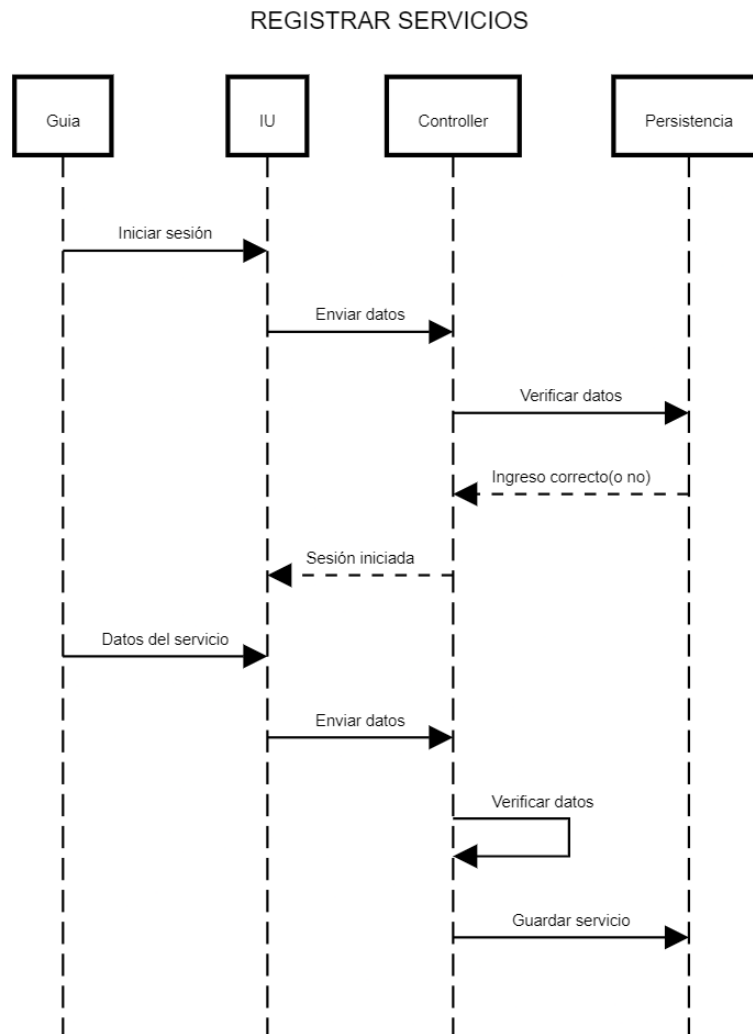 REGISTRAR SERVICIOS
Guia
IU
Controller
Persistencia
Iniciar sesión
Enviar datos
Verificar datos
Ingreso correcto(o no)
Sesión iniciada
Datos del servicio
Enviar datos
Verificar datos
Guardar servicio